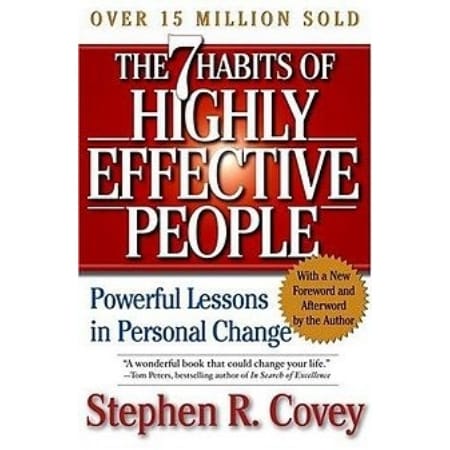 OVER 15 MILLION SOLD
THE 7 HABITS OF
HIGHLY
EFFECTIVE
PEOPLE
Powerful Lessons
in Personal Change
With a New
Foreword and
Afterword
by the Author
"A wonderful book that could change your life."
—Tom Peters, bestselling author of In Search of Excellence
Stephen R. Covey